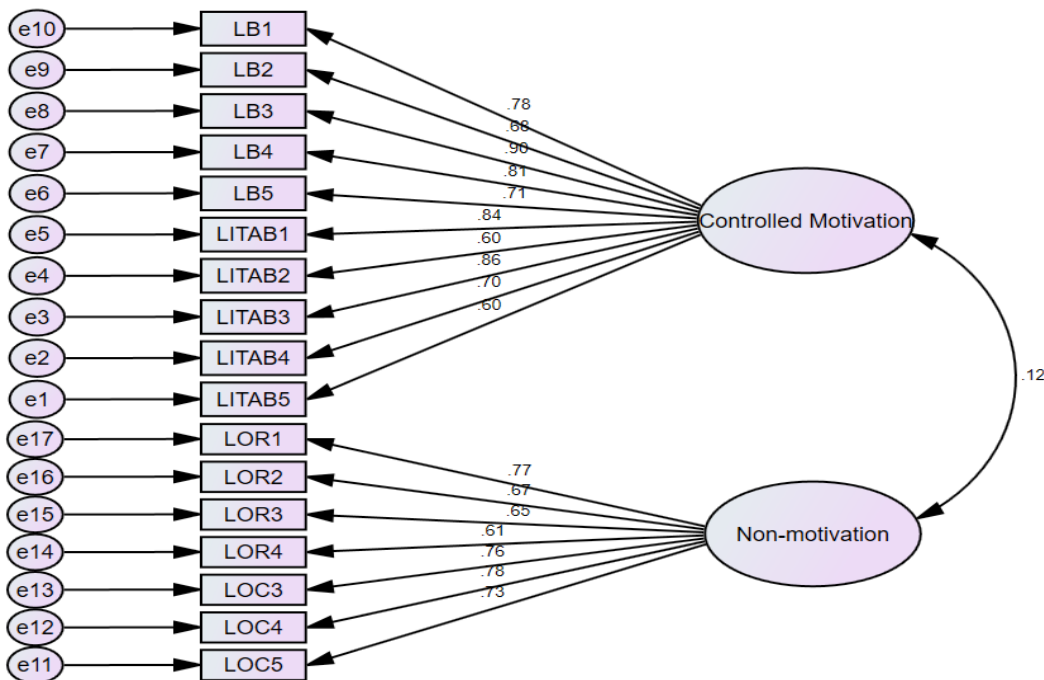 e10 LB1
e9 LB2
e8 LB3
.78
.68
e7 LB4
.90
.81
e6 LB5
.71
e5 LITAB1
.84
Controlled Motivation
e4 LITAB2
.60
e3 LITAB3
.86
.70
e2 LITAB4
.60
.12
e1 LITAB5
e17 LOR1
e16 LOR2
.77
.67
e15 LOR3
.65
.61
Non-motivation
e14 LOR4
.76
e13 LOC3
.78
.73
e12 LOC4
e11 LOC5